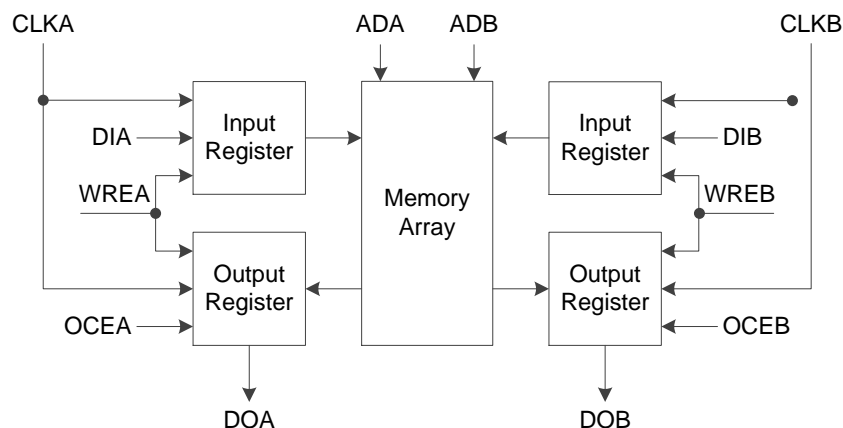 CLKA
ADA
ADB
CLKB
Input
Register
Input
Register
DIA
DIB
WREA
Memory
Array
WREB
Output
Register
Output
Register
OCEA
OCEB
DOA
DOB